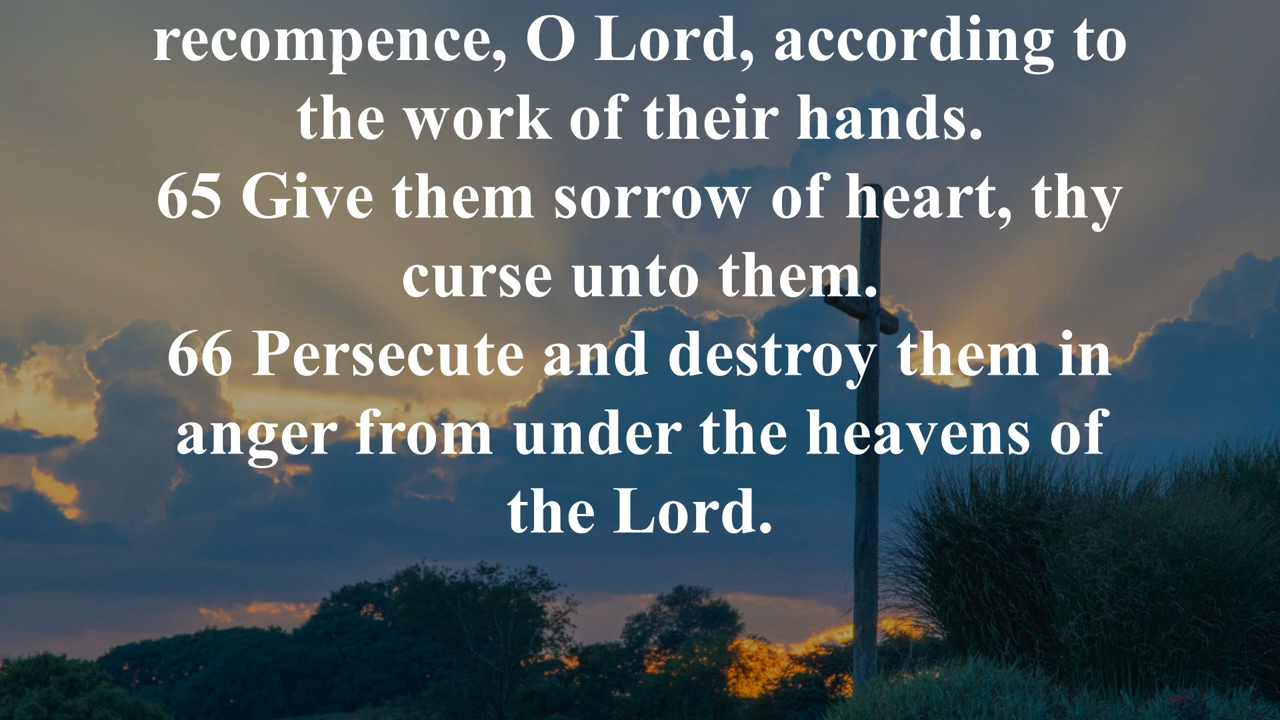 recompence, O Lord, according to
the work of their hands.
65 Give them sorrow of heart, thy
curse unto them.
66 Persecute and destroy them in
anger from under the heavens of
the Lord.